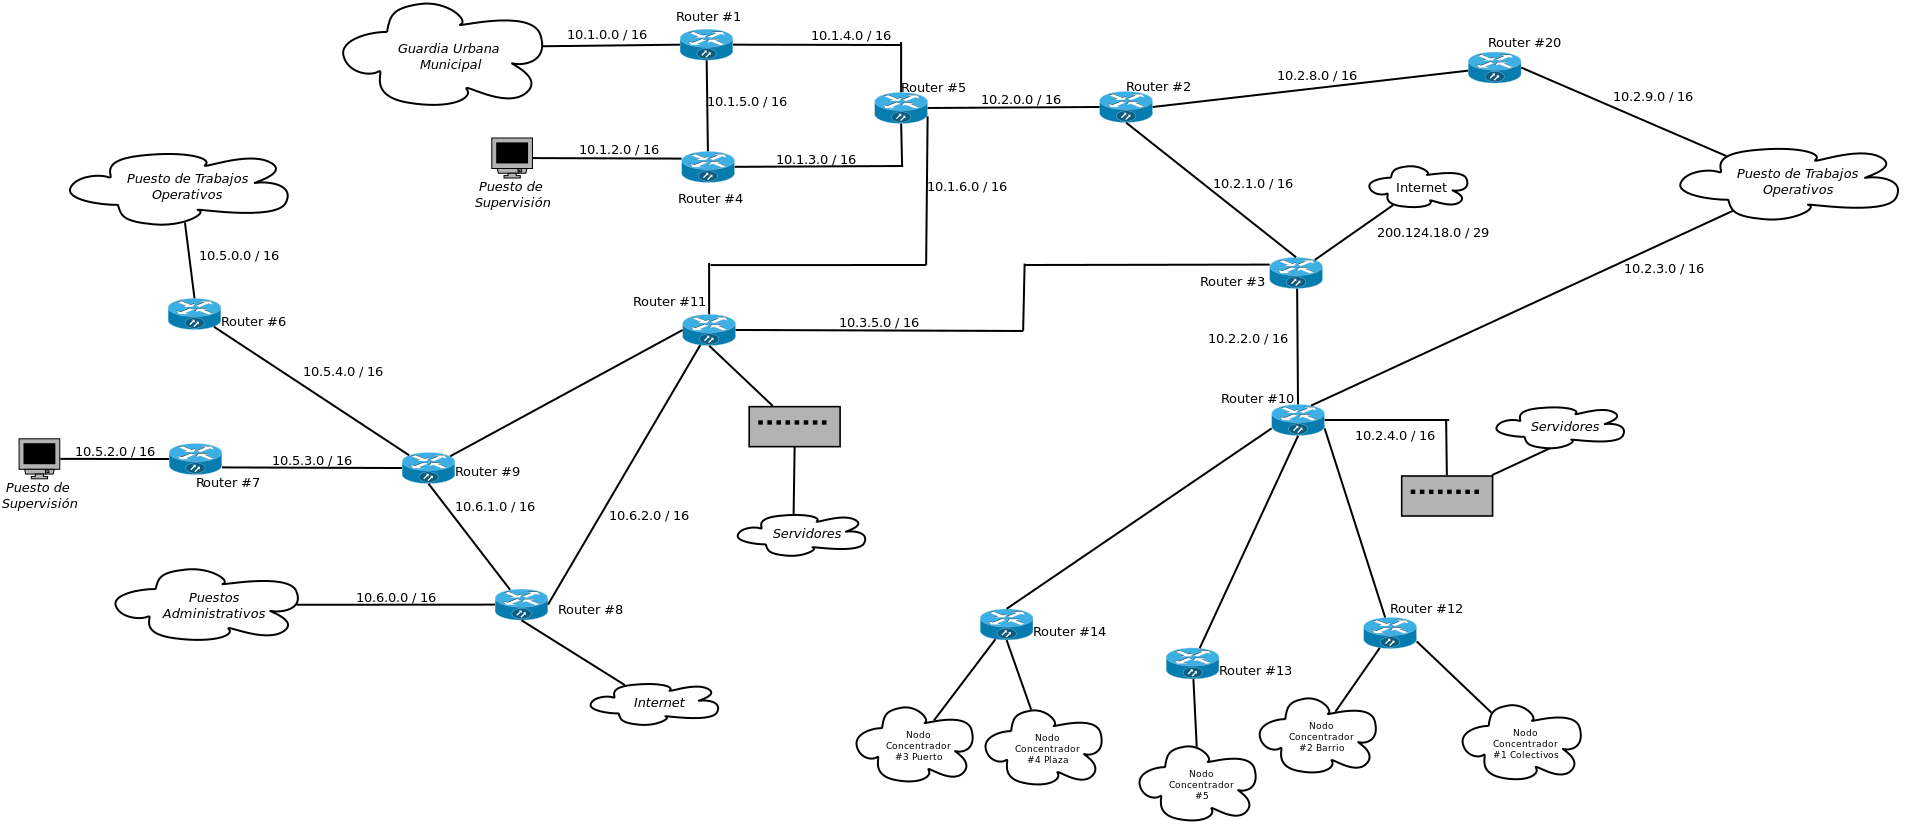 Router #1
10.1.0.0 / 16
10.1.4.0 / 16
Guardia Urbana
Municipal
Router #20
10.2.8.0 / 16
Router #5
Router #2
10.1.5.0 / 16
10.2.0.0 / 16
10.2.9.0 / 16
10.1.2.0 / 16
10.1.3.0 / 16
Puesto de
Supervisión
Router #4
10.1.6.0 / 16
10.2.1.0 / 16
Internet
Puesto de Trabajos
Operativos
Puesto de Trabajos
Operativos
200.124.18.0 / 29
10.5.0.0 / 16
10.2.3.0 / 16
Router #3
Router #11
Router #6
10.3.5.0 / 16
10.2.2.0 / 16
10.5.4.0 / 16
Router #10
Servidores
10.2.4.0 / 16
10.5.2.0 / 16
10.5.3.0 / 16
Router #9
Puesto de
Supervisión
Router #7
10.6.1.0 / 16
10.6.2.0 / 16
Servidores
Puestos
Administrativos
10.6.0.0 / 16
Router #8
Router #12
Router #14
Router #13
Internet
Nodo
Concentrador
#3 Puerto
Nodo
Concentrador
#4 Plaza
Nodo
Concentrador
#5
Nodo
Concentrador
#2 Barrio
Nodo
Concentrador
#1 Colectivos